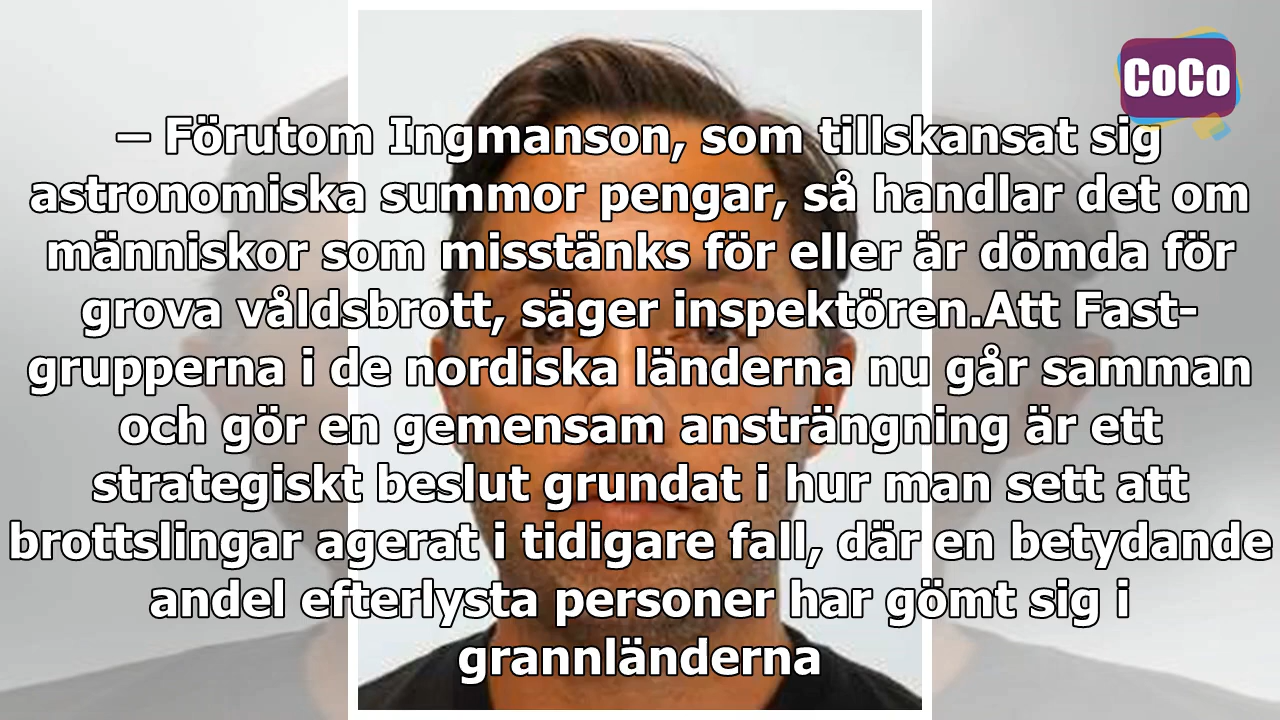 CoCo
– Förutom Ingmanson, som tillskansat sig
astronomiska summor pengar, så handlar det om
människor som misstänks för eller är dömda för
grova våldsbrott, säger inspektören.Att Fast-
grupperna i de nordiska länderna nu går samman
och gör en gemensam ansträngning är ett
strategiskt beslut grundat i hur man sett att
brottslingar agerat i tidigare fall, där en betydande
andel efterlysta personer har gömt sig i
grannländerna